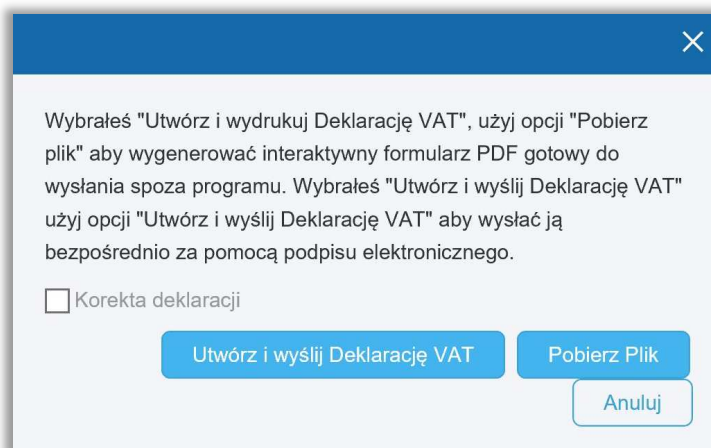 Wybrałeś "Utwórz i wydrukuj Deklarację VAT", użyj opcji "Pobierz
plik" aby wygenerować interaktywny formularz PDF gotowy do
wysłania spoza programu. Wybrałeś "Utwórz i wyślij Deklarację VAT"
użyj opcji "Utwórz i wyślij Deklarację VAT" aby wysłać ją
bezpośrednio za pomocą podpisu elektronicznego.
Korekta deklaracji
Utwórz i wyślij Deklarację VAT
Pobierz Plik
Anuluj